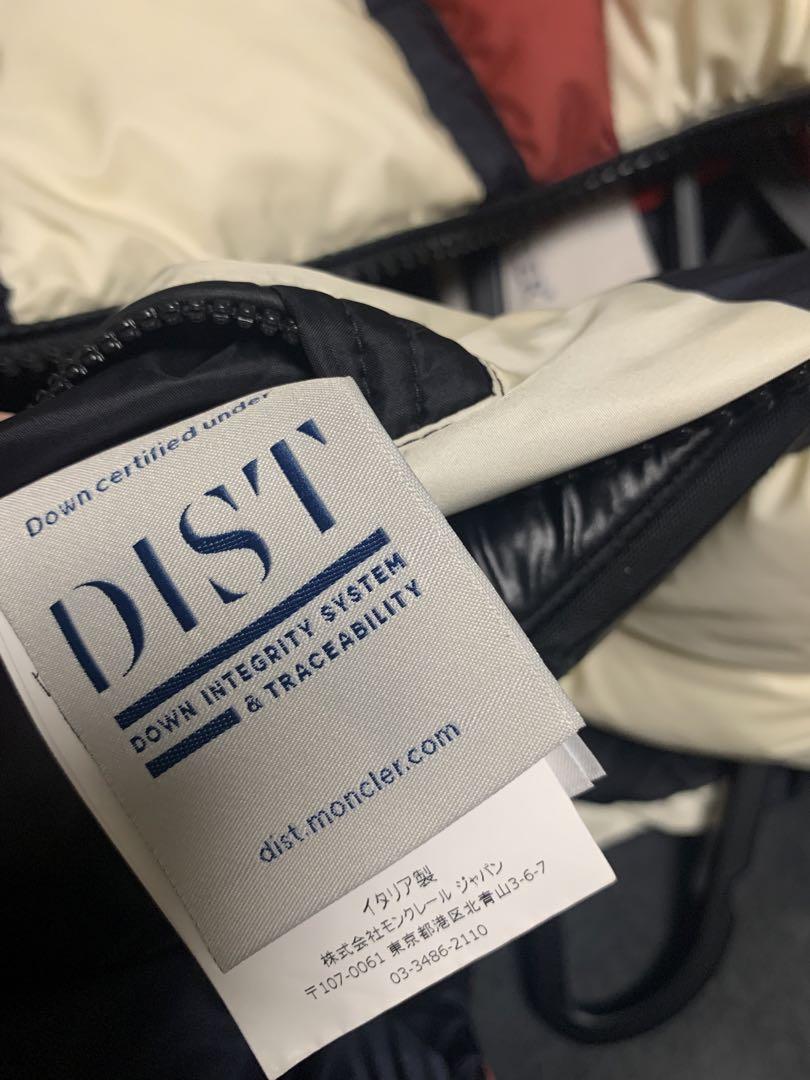 Down certified under
DIST
DOWN INTEGRITY SYSTEM
& TRACEABILITY
dist.moncler.com
イタリア製
株式会社モンクレール ジャパン
〒107-0061 東京都港区北青山3-6-7
03-3486-2110